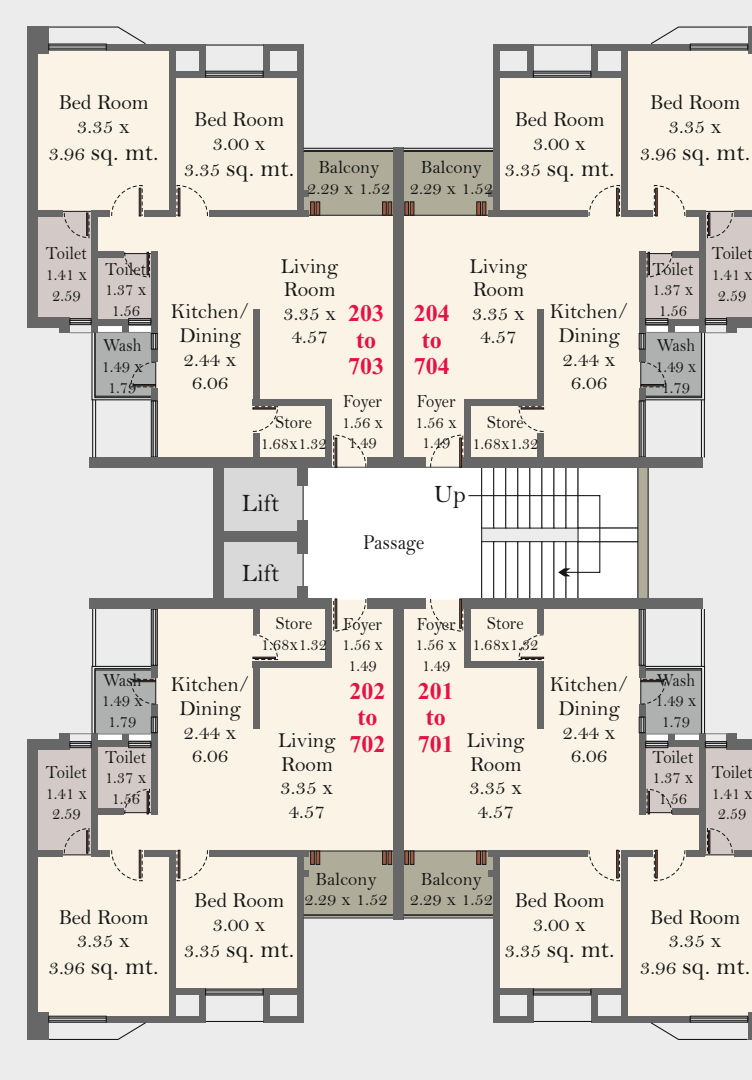 Bed Room
3.35 x
3.96 sq. mt.
Bed Room
3.00 x
3.35 sq. mt.
Balcony
2.29 x 1.52
Toilet
1.41 x
2.59
Toilet
1.37 x
1.56
Wash
1.49 x
1.79
Kitchen/
Dining
2.44 x
6.06
Living
Room
3.35 x
4.57
203
to
703
Foyer
1.56 x
1.49
Store
1.68x1.32
Balcony
2.29 x 1.52
Bed Room
3.00 x
3.35 sq. mt.
Bed Room
3.35 x
3.96 sq. mt.
204
to
704
Living
Room
3.35 x
4.57
Kitchen/
Dining
2.44 x
6.06
Toilet
1.37 x
1.56
Toilet
1.41 x
2.59
Wash
1.49 x
1.79
Foyer
1.56 x
1.49
Store
1.68x1.32
Lift
Lift
Passage
Up
Store
1.68x1.32
Foyer
1.56 x
1.49
Kitchen/
Dining
2.44 x
6.06
Wash
1.49 x
1.79
202
to
702
Living
Room
3.35 x
4.57
Toilet
1.41 x
2.59
Toilet
1.37 x
1.56
Balcony
2.29 x 1.52
Bed Room
3.35 x
3.96 sq. mt.
Bed Room
3.00 x
3.35 sq. mt.
Foyer
1.56 x
1.49
Store
1.68x1.32
201
to
701
Living
Room
3.35 x
4.57
Kitchen/
Dining
2.44 x
6.06
Wash
1.49 x
1.79
Toilet
1.37 x
1.56
Toilet
1.41 x
2.59
Balcony
2.29 x 1.52
Bed Room
3.00 x
3.35 sq. mt.
Bed Room
3.35 x
3.96 sq. mt.